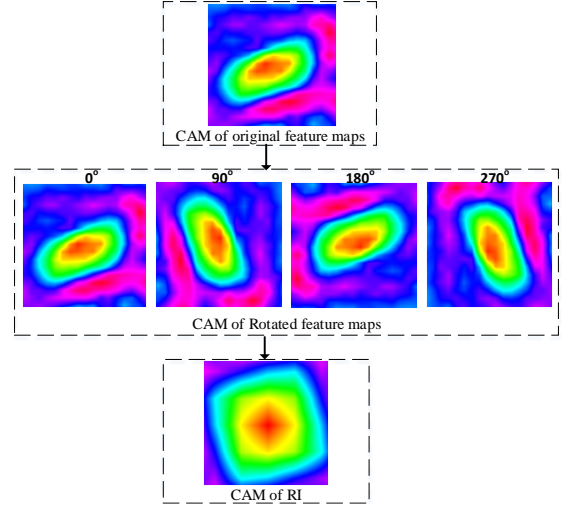 CAM of original feature maps
0° 90° 180° 270°
CAM of Rotated feature maps
CAM of RI